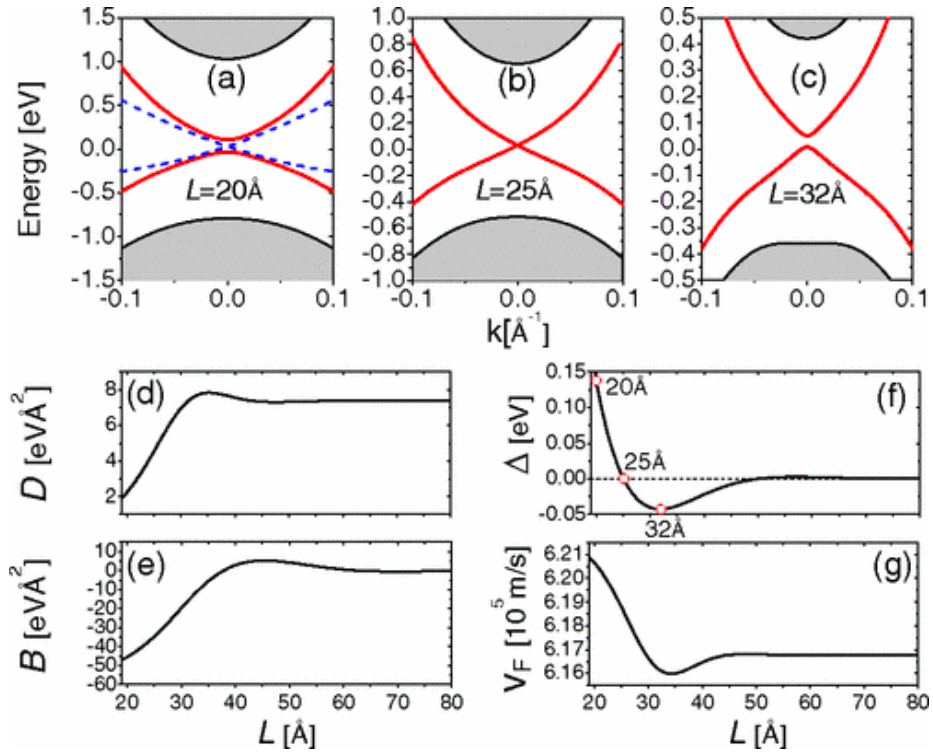 1.5 1.0 0.5
(a) (b) (c)
1.0 0.8 0.5
1.0 0.6 0.4
0.5 0.4 0.3
0.2 0.2
0.0 0.0 0.1
-0.2 0.0
-0.5 -0.4 -0.1
-0.6 -0.2
-1.0 -0.8 -0.3
-1.5 -1.0 -0.4
-0.5
Energy [eV]
L=20Å L=25Å L=32Å
-0.1 0.0 0.1 -0.1 0.0 0.1 -0.1 0.0 0.1
k[Å⁻¹]
(d)
8
6
4
2
D [eVÅ²]
(f)
0.15
0.10
0.05
0.00
-0.05
Δ [eV]
20Å
25Å
32Å
(e)
10
0
-10
-20
-30
-40
-50
-60
B [eVÅ²]
20 30 40 50 60 70 80
L [Å]
(g)
6.21
6.20
6.19
6.18
6.17
6.16
6.15
V_F [10⁵ m/s]
20 30 40 50 60 70 80
L [Å]